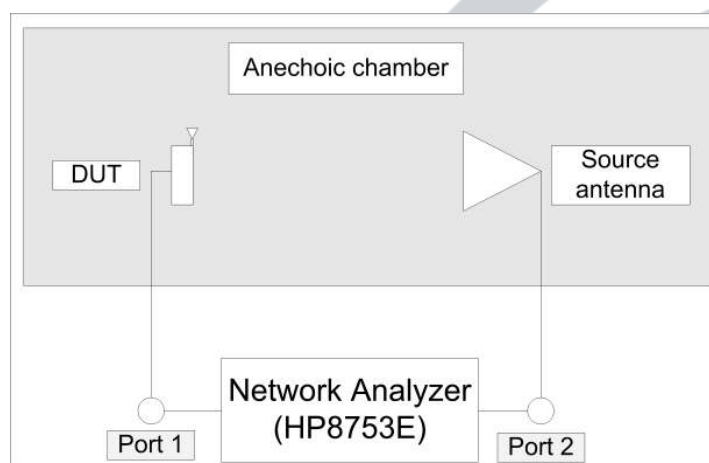 Anechoic chamber
DUT
Source
antenna
Network Analyzer
(HP8753E)
Port 1
Port 2